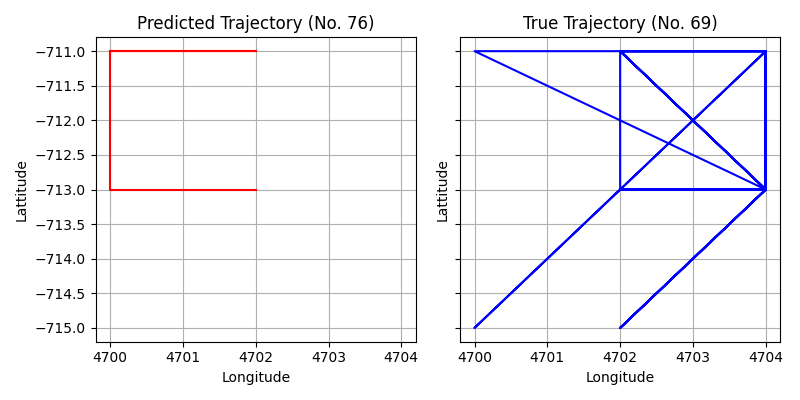 Predicted Trajectory (No. 76)
True Trajectory (No. 69)
−711.0
−711.5
−712.0
−712.5
−713.0
−713.5
−714.0
−714.5
−715.0
Lattitude
Lattitude
4700 4701 4702 4703 4704
4700 4701 4702 4703 4704
Longitude
Longitude